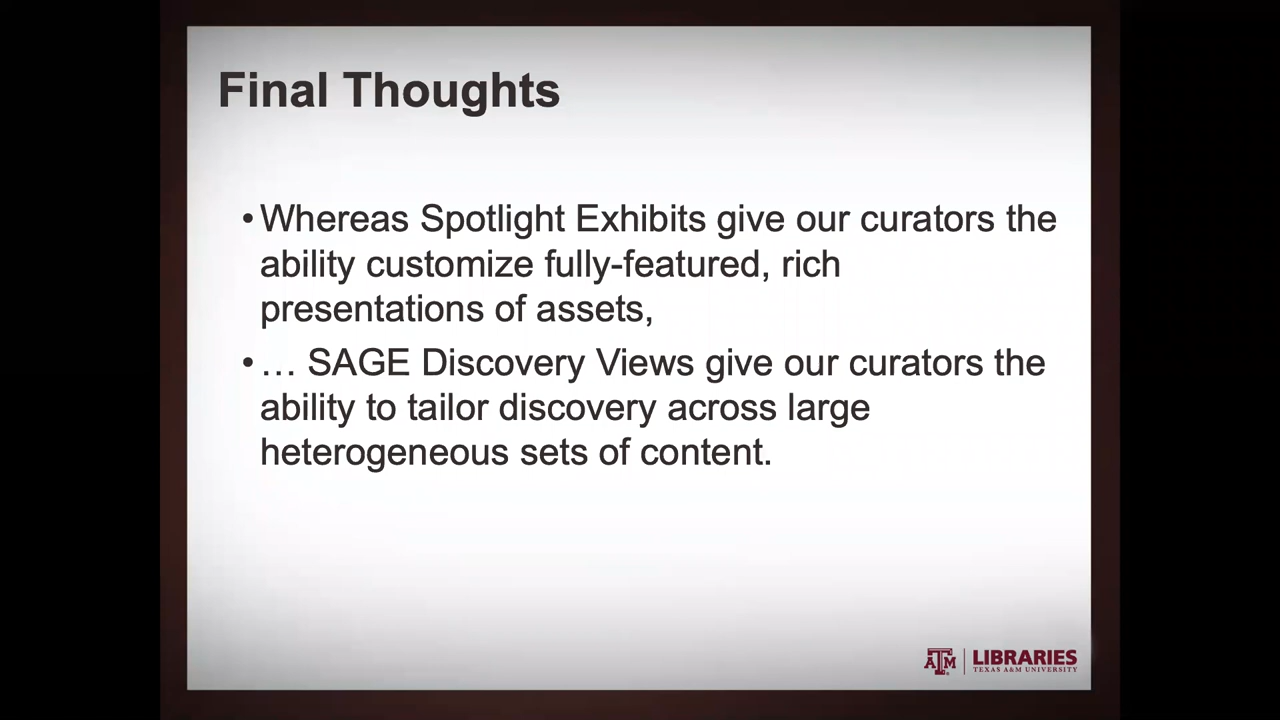 Final Thoughts
•Whereas Spotlight Exhibits give our curators the
ability customize fully-featured, rich
presentations of assets,
•… SAGE Discovery Views give our curators the
ability to tailor discovery across large
heterogeneous sets of content.
ATM LIBRARIES
TEXAS A&M UNIVERSITY